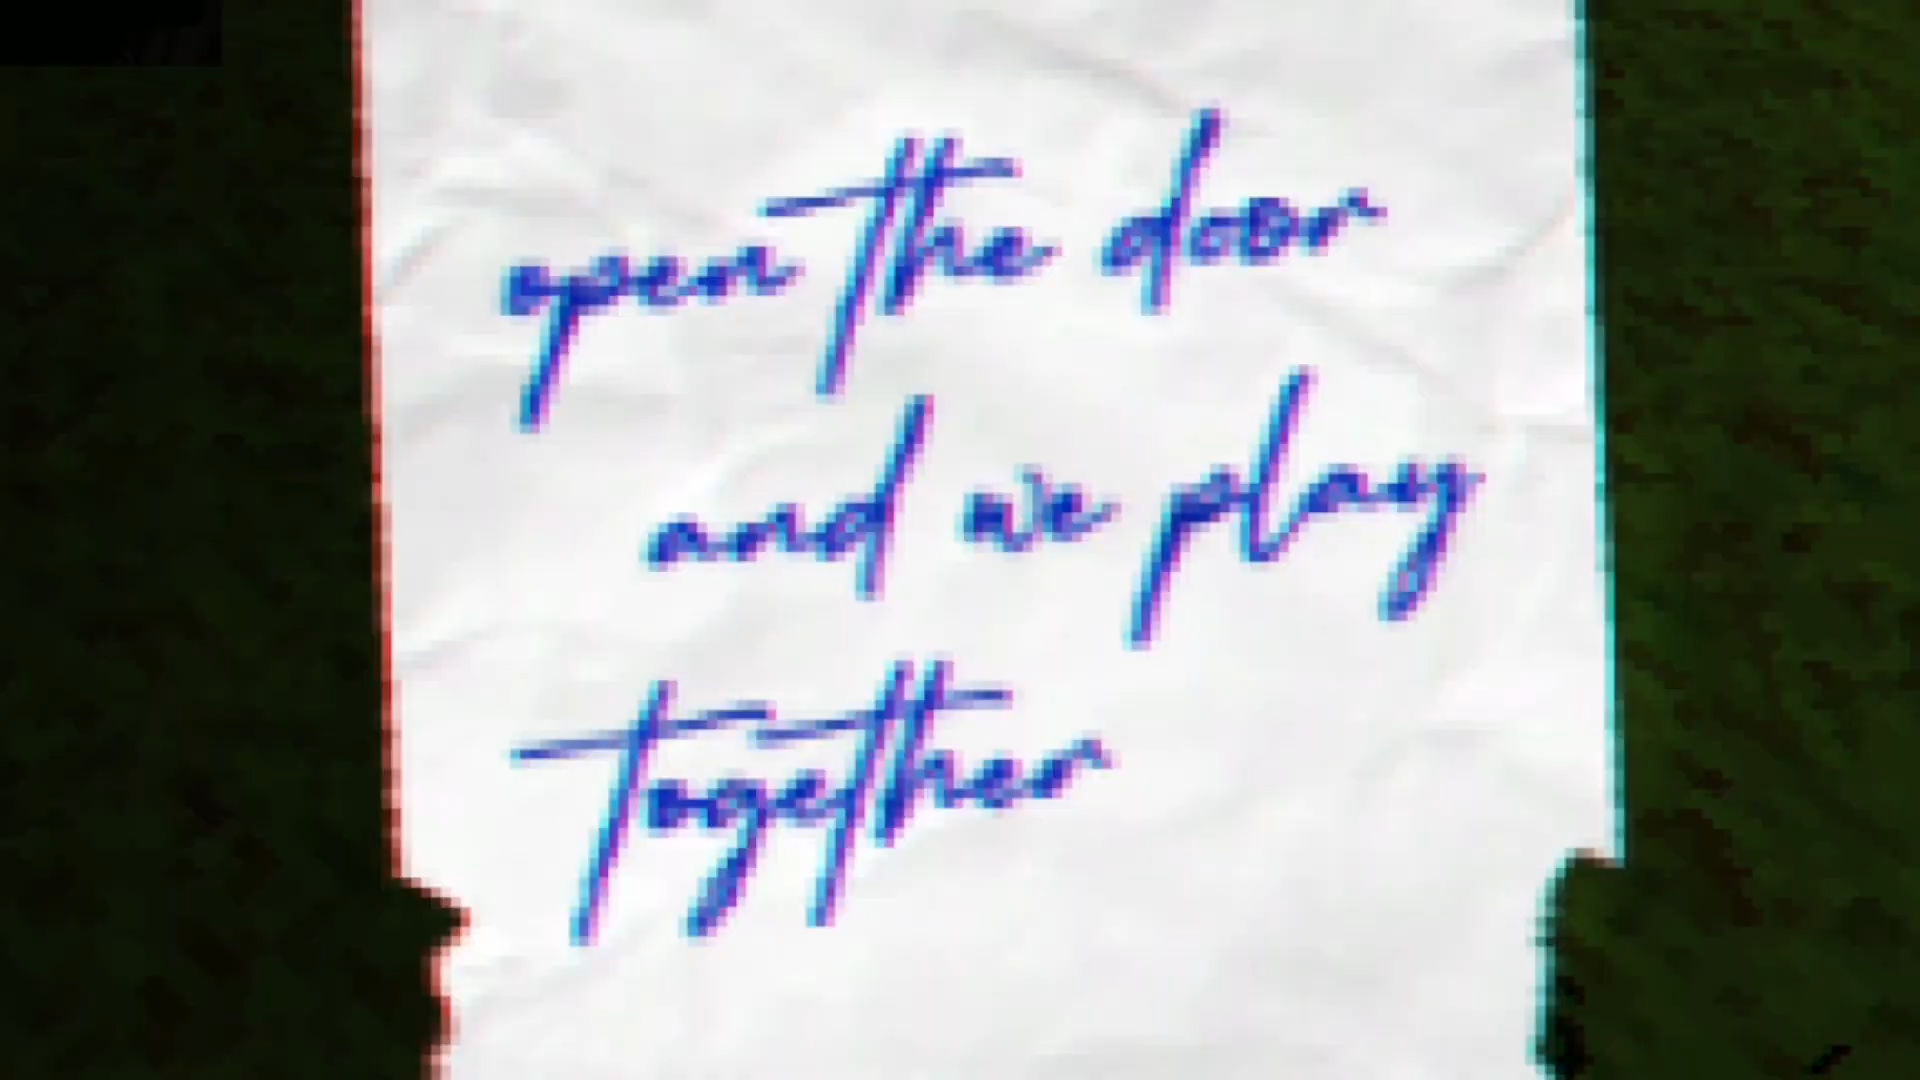 open the door
and we play
together